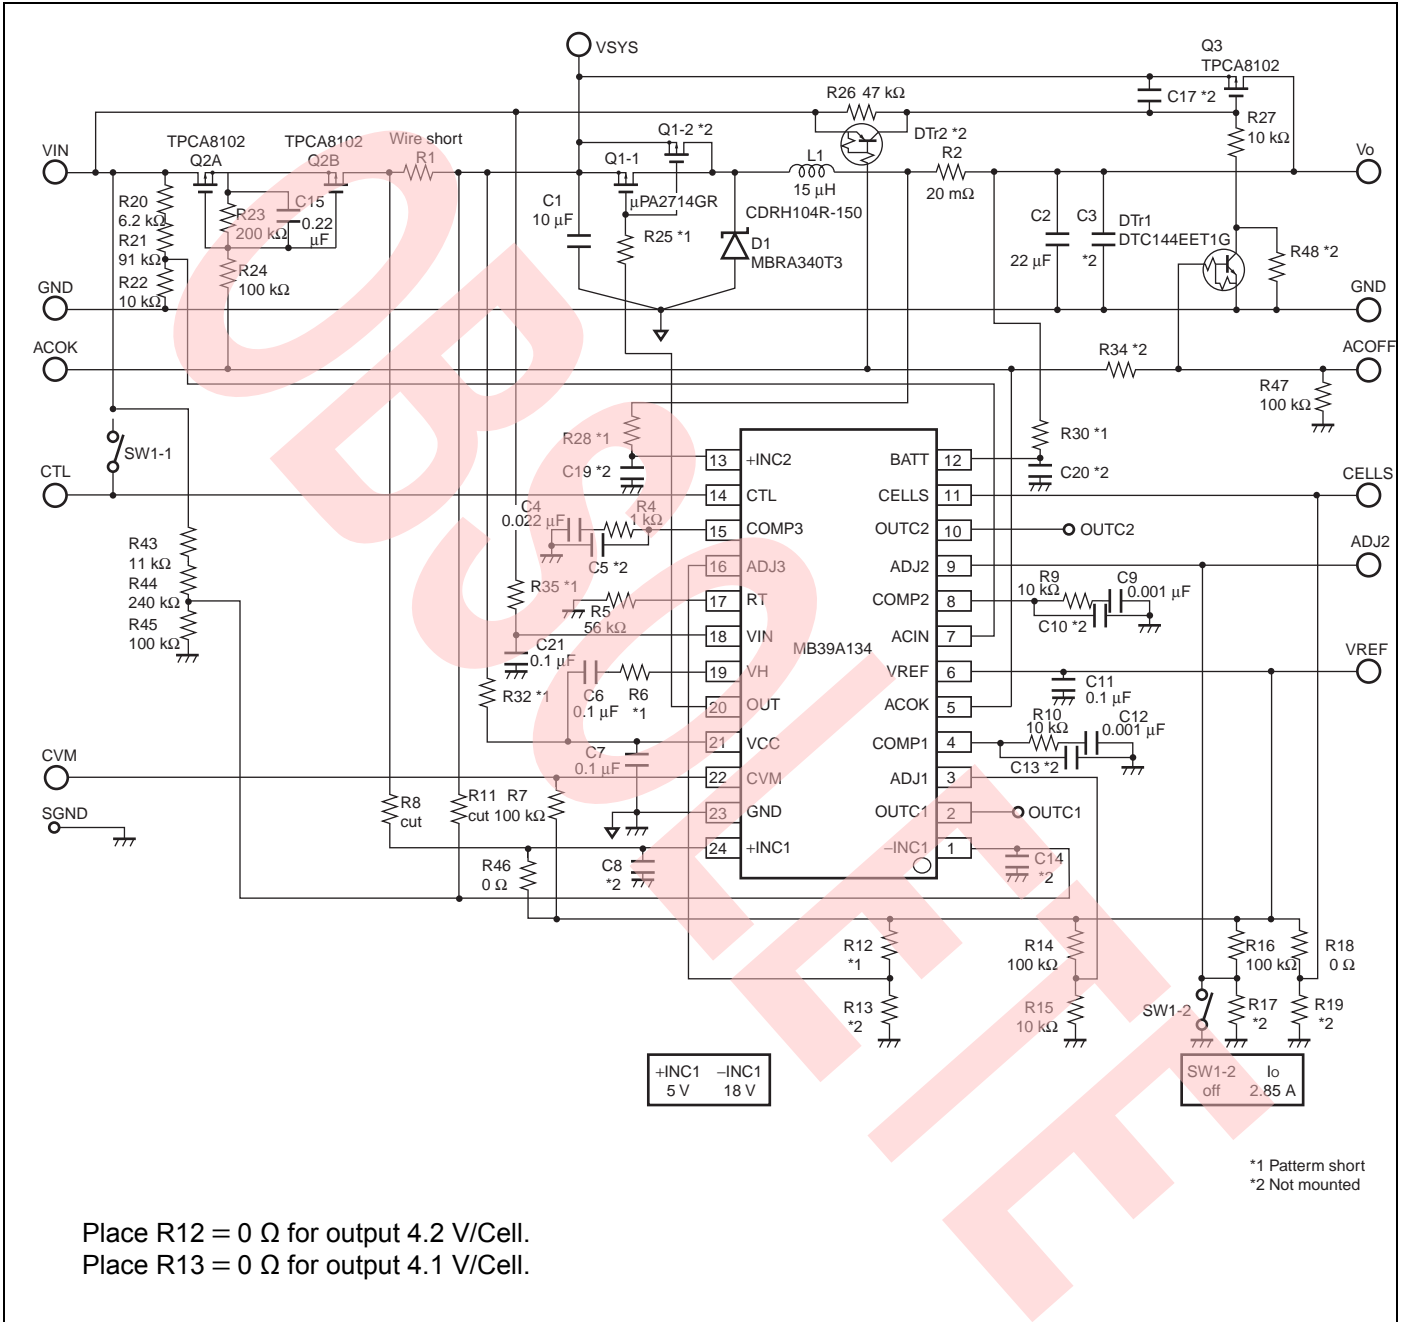 VSYS
Q3
TPCA8102
R26 47 kΩ
C17 *2
R27
10 kΩ
VIN
TPCA8102
Q2A
TPCA8102
Q2B
Wire short
R1
Q1-2 *2
Q1-1
µPA2714GR
DTr2 *2
L1
15 µH
CDRH104R-150
R2
20 mΩ
Vo
R20
6.2 kΩ
R21
91 kΩ
R22
10 kΩ
R23
200 kΩ
C15
0.22
µF
R24
100 kΩ
C1
10 µF
R25 *1
D1
MBRA340T3
C2
22 µF
C3
*2
DTr1
DTC144EET1G
R48 *2
GND
GND
ACOK
R34 *2
ACOFF
R47
100 kΩ
SW1-1
CTL
R28 *1
C19 *2
R30 *1
C20 *2
CELLS
13 +INC2
BATT 12
14 CTL
CELLS 11
15 COMP3
OUTC2 10
OUTC2
16 ADJ3
ADJ2 9
ADJ2
17 RT
COMP2 8
18 VIN
ACIN 7
MB39A134
19 VH
VREF 6
VREF
20 OUT
ACOK 5
21 VCC
COMP1 4
22 CVM
ADJ1 3
23 GND
OUTC1 2
OUTC1
24 +INC1
–INC1 1
C4
0.022 µF
R4
1 kΩ
C5 *2
R43
11 kΩ
R44
240 kΩ
R45
100 kΩ
R35 *1
R5
56 kΩ
C21
0.1 µF
R32 *1
C6
0.1 µF
R6
*1
C7
0.1 µF
R9
10 kΩ
C9
0.001 µF
C10 *2
C11
0.1 µF
R10
10 kΩ
C12
0.001 µF
C13 *2
CVM
SGND
R8
cut
R11
cut
R7
100 kΩ
R46
0 Ω
C8
*2
C14
*2
R12
*1
R13
*2
R14
100 kΩ
R15
10 kΩ
R16
100 kΩ
R17
*2
R18
0 Ω
R19
*2
SW1-2
+INC1 –INC1
5 V 18 V
SW1-2 Io
off 2.85 A
*1 Patterm short
*2 Not mounted
Place R12 = 0 Ω for output 4.2 V/Cell.
Place R13 = 0 Ω for output 4.1 V/Cell.
OBSOLETE